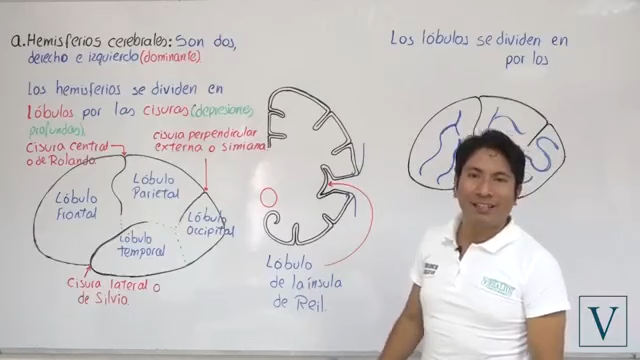 a. Hemisferios cerebrales: Son dos,
derecho e izquierdo (dominante)
Los hemisferios se dividen en
lóbulos por las cisuras (depresiones
profundas).
cisura central
o de Rolando.
cisura perpendicular
externa o simiana
Lóbulo
Frontal
Lóbulo
Parietal
Lóbulo
Occipital
Lóbulo
temporal
cisura lateral o
de Silvio.
Lóbulo
de la ínsula
de Reil.
Los lóbulos se dividen en
por los
V